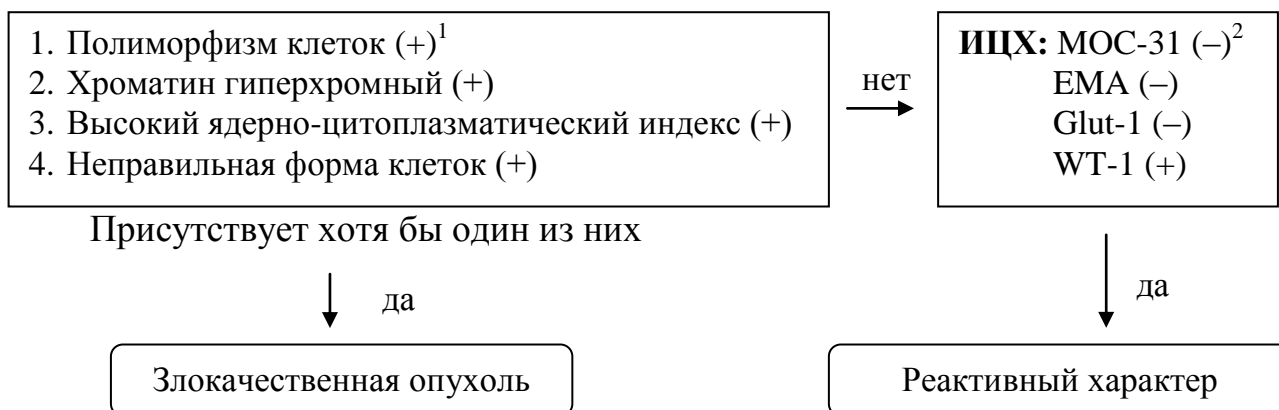 1. Полиморфизм клеток (+)¹
2. Хроматин гиперхромный (+)
3. Высокий ядерно-цитоплазматический индекс (+)
4. Неправильная форма клеток (+)
нет
ИЦХ: MOC-31 (–)²
EMA (–)
Glut-1 (–)
WT-1 (+)
Присутствует хотя бы один из них
да
да
Злокачественная опухоль
Реактивный характер